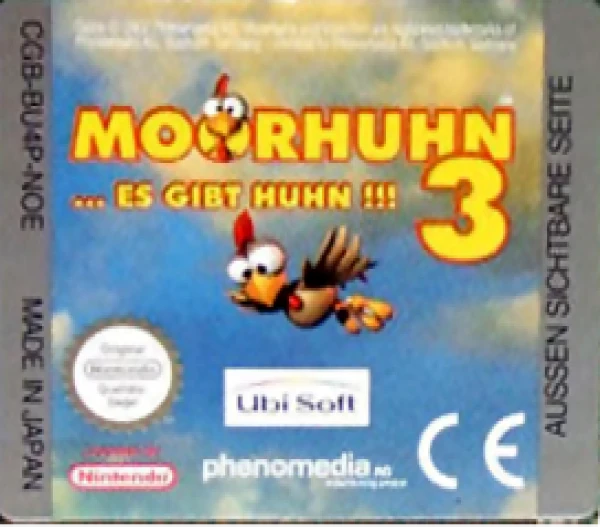 MOORHUHN
3
... ES GIBT HUHN !!!
CGB-BU4P-NOE
MADE IN JAPAN
AUSSEN SICHTBARE SEITE
Original
Nintendo
Ubi Soft
Nintendo
phenomedia AG
CE